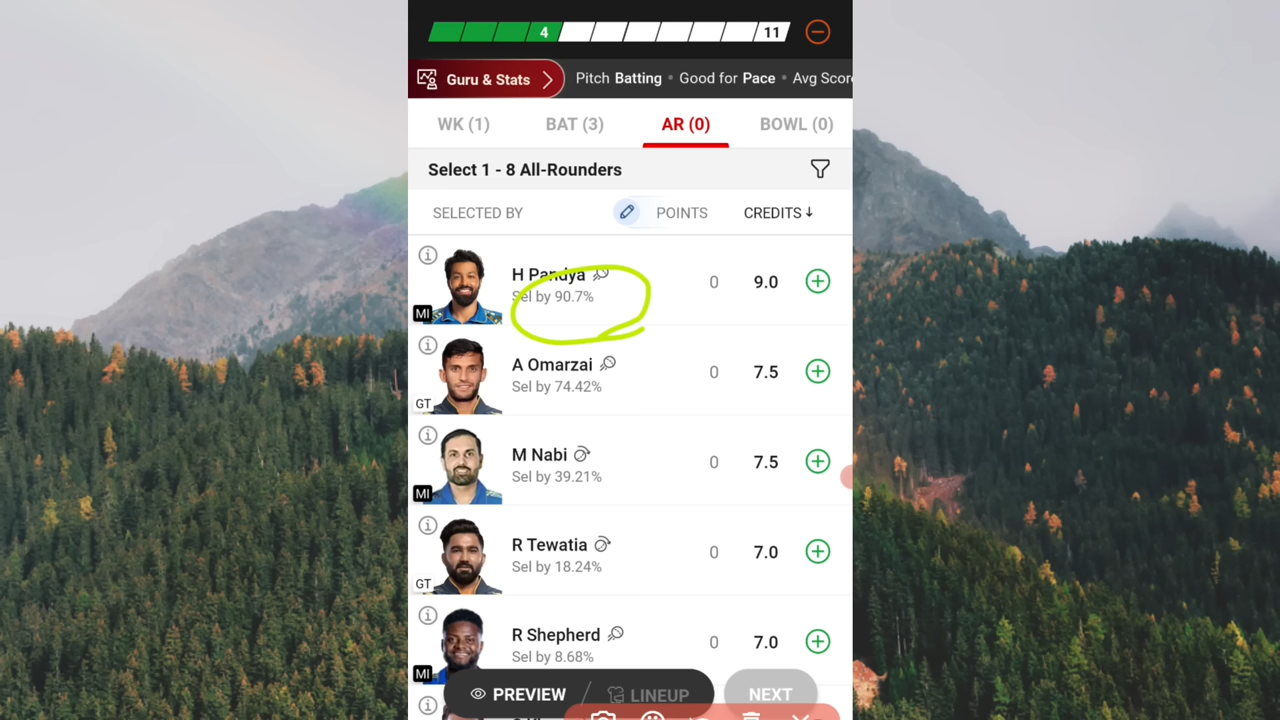 4 11
Guru & Stats Pitch Batting • Good for Pace • Avg Score
WK (1) BAT (3) AR (0) BOWL (0)
Select 1 - 8 All-Rounders
SELECTED BY POINTS CREDITS↓
H Pandya
Sel by 90.7% 0 9.0
MI
A Omarzai
Sel by 74.42% 0 7.5
GT
M Nabi
Sel by 39.21% 0 7.5
MI
R Tewatia
Sel by 18.24% 0 7.0
GT
R Shepherd
Sel by 8.68% 0 7.0
MI
PREVIEW / LINEUP NEXT